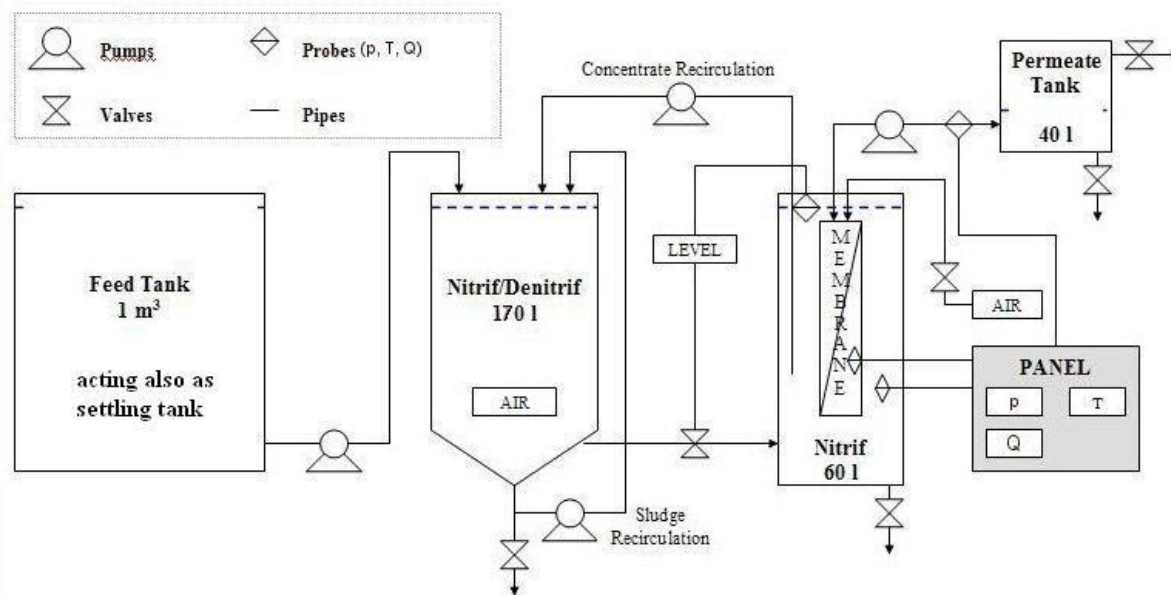 Pumps
Probes (p, T, Q)
Valves
Pipes
Concentrate Recirculation
Permeate
Tank
40 l
LEVEL
Feed Tank
1 m³
acting also as
settling tank
Nitrif/Denitrif
170 l
AIR
MEMBRANE
AIR
PANEL
p
T
Q
Nitrif
60 l
Sludge
Recirculation